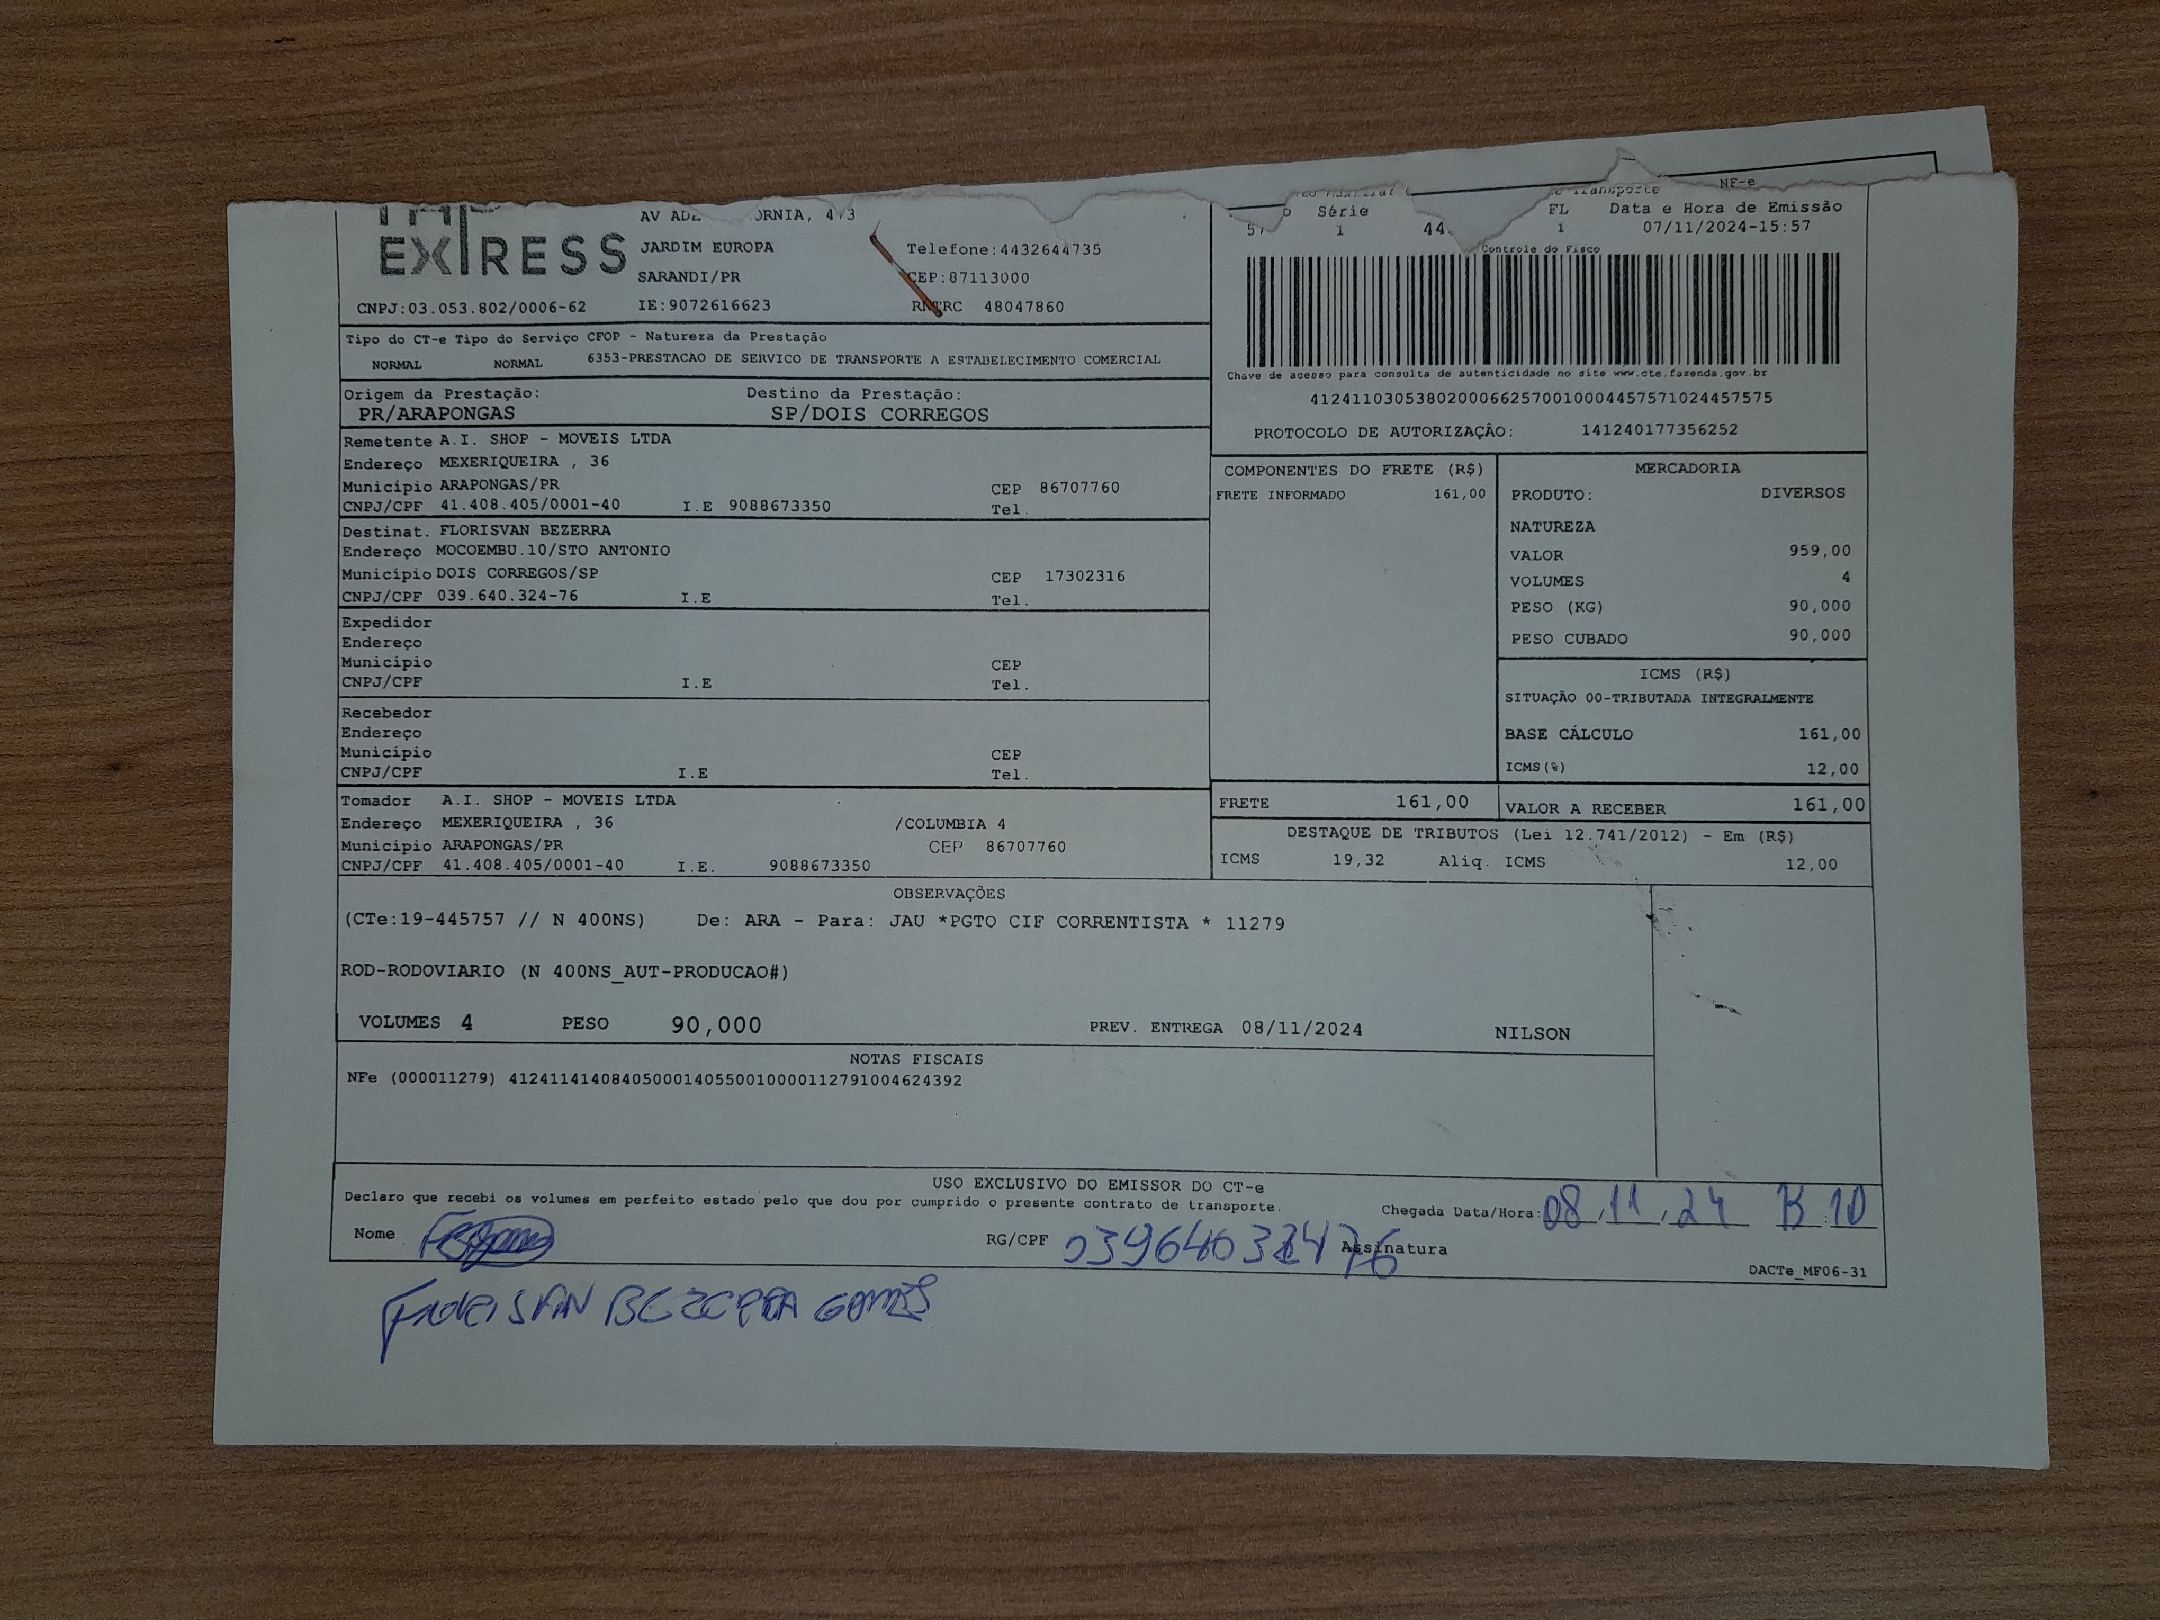 EXPRESS
JARDIM EUROPA
SARANDI/PR
CNPJ:03.053.802/0006-62 IE:9072616623
Telefone:4432644735
CEP:87113000
48047860
Série FL Data e Hora de Emissão
NF-e
1 1 07/11/2024-15:57
Controle do Fisco
Chave de acesso para consulta de autenticidade no site www.cte.fazenda.gov.br
41241103053802000662570010004457571024457575
PROTOCOLO DE AUTORIZAÇÂO: 141240177356252
Tipo do CT-e Tipo do Serviço CFOP - Natureza da Prestação
NORMAL NORMAL 6353-PRESTACAO DE SERVICO DE TRANSPORTE A ESTABELECIMENTO COMERCIAL
Origem da Prestação: Destino da Prestação:
PR/ARAPONGAS SP/DOIS CORREGOS
Remetente A.I. SHOP - MOVEIS LTDA
Endereço MEXERIQUEIRA , 36
Município ARAPONGAS/PR CEP 86707760
CNPJ/CPF 41.408.405/0001-40 I.E 9088673350 Tel.
Destinat. FLORISVAN BEZERRA
Endereço MOCOEMBU.10/STO ANTONIO
Município DOIS CORREGOS/SP CEP 17302316
CNPJ/CPF 039.640.324-76 I.E Tel.
Expedidor
Endereço
Município CEP
CNPJ/CPF I.E Tel.
Recebedor
Endereço
Município CEP
CNPJ/CPF I.E Tel.
Tomador A.I. SHOP - MOVEIS LTDA
Endereço MEXERIQUEIRA , 36 /COLUMBIA 4
Município ARAPONGAS/PR CEP 86707760
CNPJ/CPF 41.408.405/0001-40 I.E. 9088673350
COMPONENTES DO FRETE (R$)
FRETE INFORMADO 161,00
MERCADORIA
PRODUTO: DIVERSOS
NATUREZA
VALOR 959,00
VOLUMES 4
PESO (KG) 90,000
PESO CUBADO 90,000
ICMS (R$)
SITUAÇÃO 00-TRIBUTADA INTEGRALMENTE
BASE CÁLCULO 161,00
ICMS(%) 12,00
FRETE 161,00 VALOR A RECEBER 161,00
DESTAQUE DE TRIBUTOS (Lei 12.741/2012) - Em (R$)
ICMS 19,32 Aliq. ICMS 12,00
OBSERVAÇÕES
(CTe:19-445757 // N 400NS) De: ARA - Para: JAU *PGTO CIF CORRENTISTA * 11279
ROD-RODOVIARIO (N 400NS_AUT-PRODUCAO#)
VOLUMES 4 PESO 90,000 PREV. ENTREGA 08/11/2024 NILSON
NOTAS FISCAIS
NFe (000011279) 41241141408405000140550010000112791004624392
USO EXCLUSIVO DO EMISSOR DO CT-e
Declaro que recebi os volumes em perfeito estado pelo que dou por cumprido o presente contrato de transporte.
Chegada Data/Hora: 08 11 24
Nome RG/CPF 03964032476 Assinatura
DACTe_MF06-31
BEZERRA GOMES